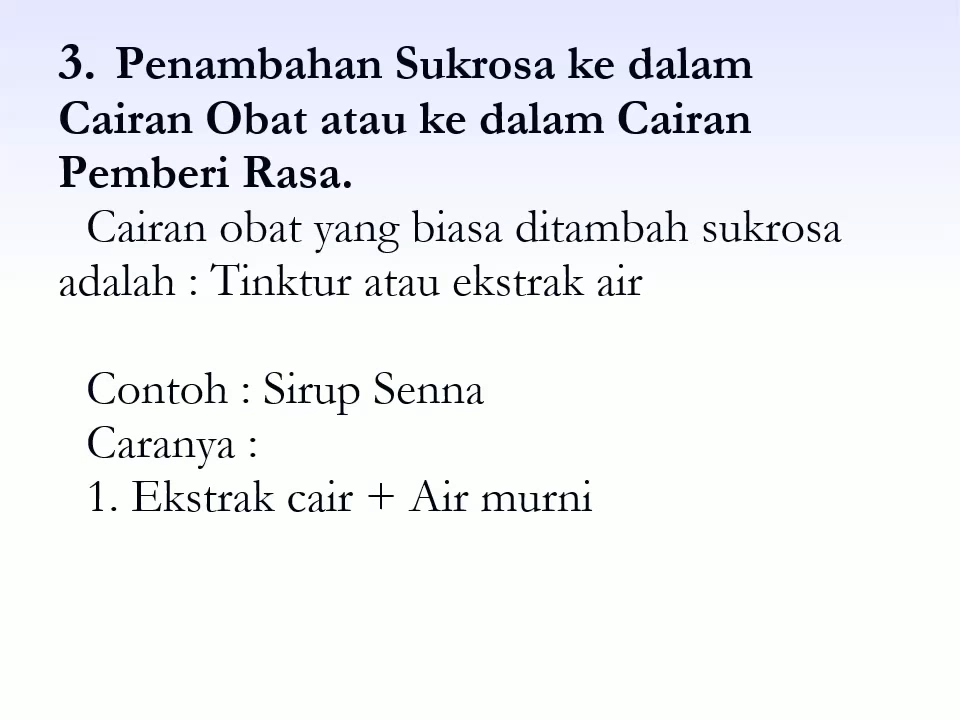 3. Penambahan Sukrosa ke dalam
Cairan Obat atau ke dalam Cairan
Pemberi Rasa.
Cairan obat yang biasa ditambah sukrosa
adalah : Tinktur atau ekstrak air
Contoh : Sirup Senna
Caranya :
1. Ekstrak cair + Air murni